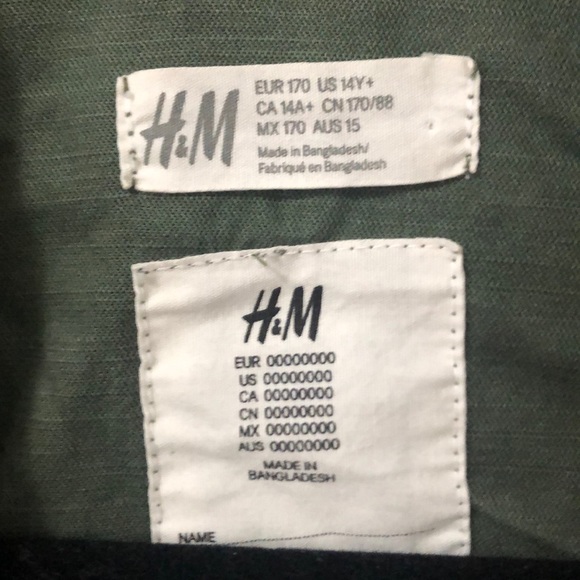 H&M
EUR 170 US 14Y+
CA 14A+ CN 170/88
MX 170 AUS 15
Made in Bangladesh/
Fabriqué en Bangladesh
H&M
EUR 00000000
US 00000000
CA 00000000
CN 00000000
MX 00000000
AUS 00000000
MADE IN
BANGLADESH
NAME